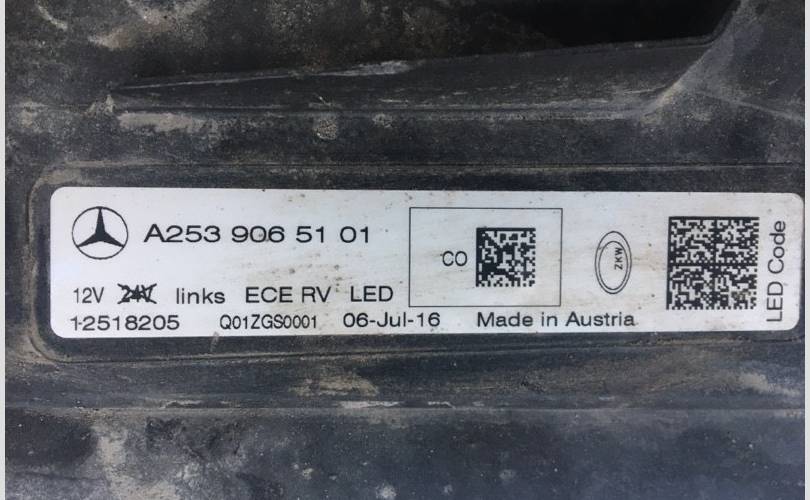 A253 906 51 01
CO
ZKW
LED Code
12V 24V links ECE RV LED
1-2518205 Q01ZGS0001 06-Jul-16 Made in Austria